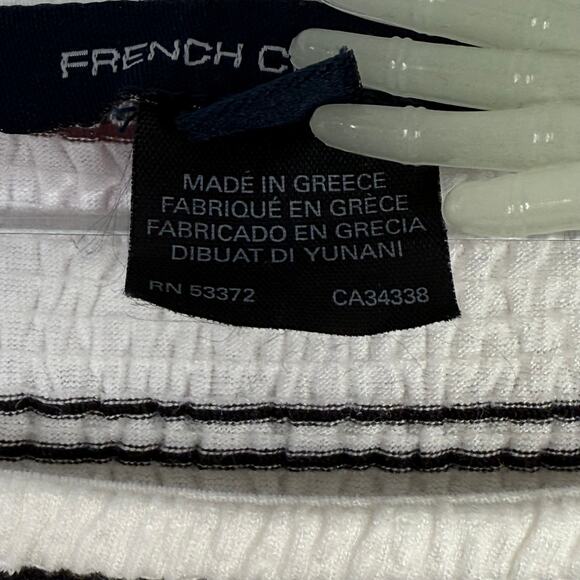 FRENCH C
MADE IN GREECE
FABRIQUÉ EN GRÈCE
FABRICADO EN GRECIA
DIBUAT DI YUNANI
RN 53372 CA34338